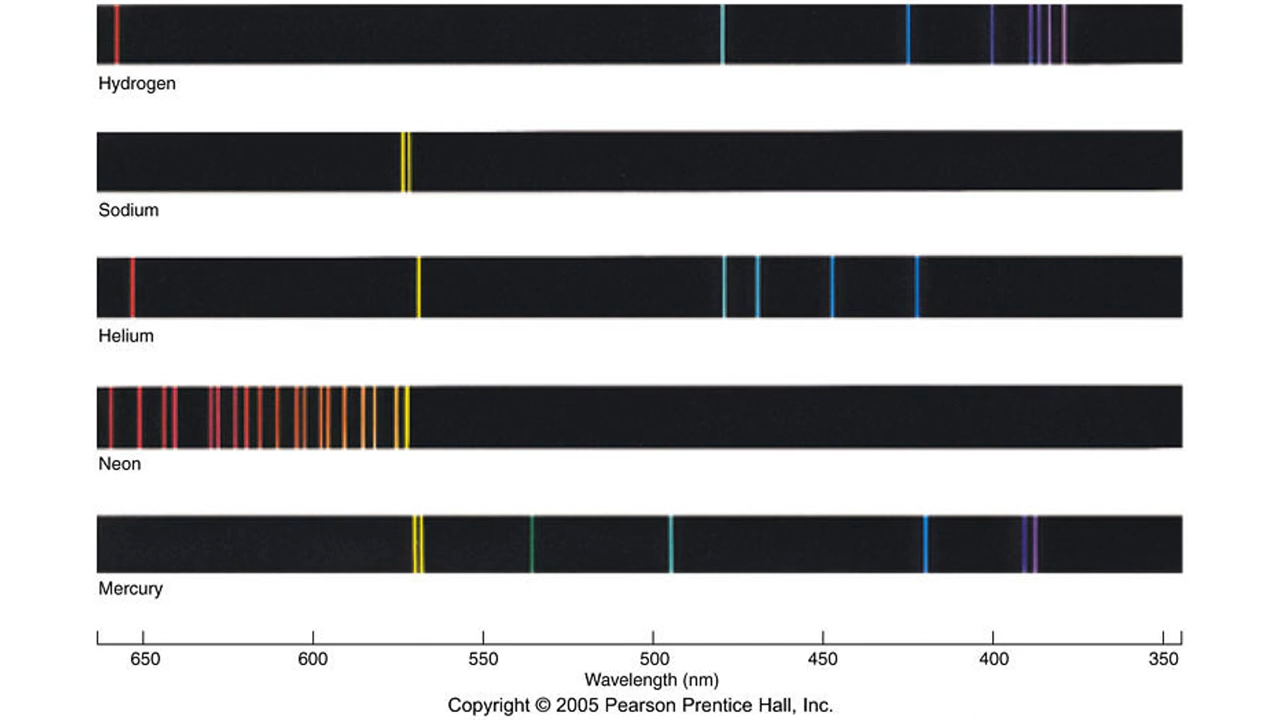 Hydrogen
Sodium
Helium
Neon
Mercury
650 600 550 500 450 400 350
Wavelength (nm)
Copyright © 2005 Pearson Prentice Hall, Inc.